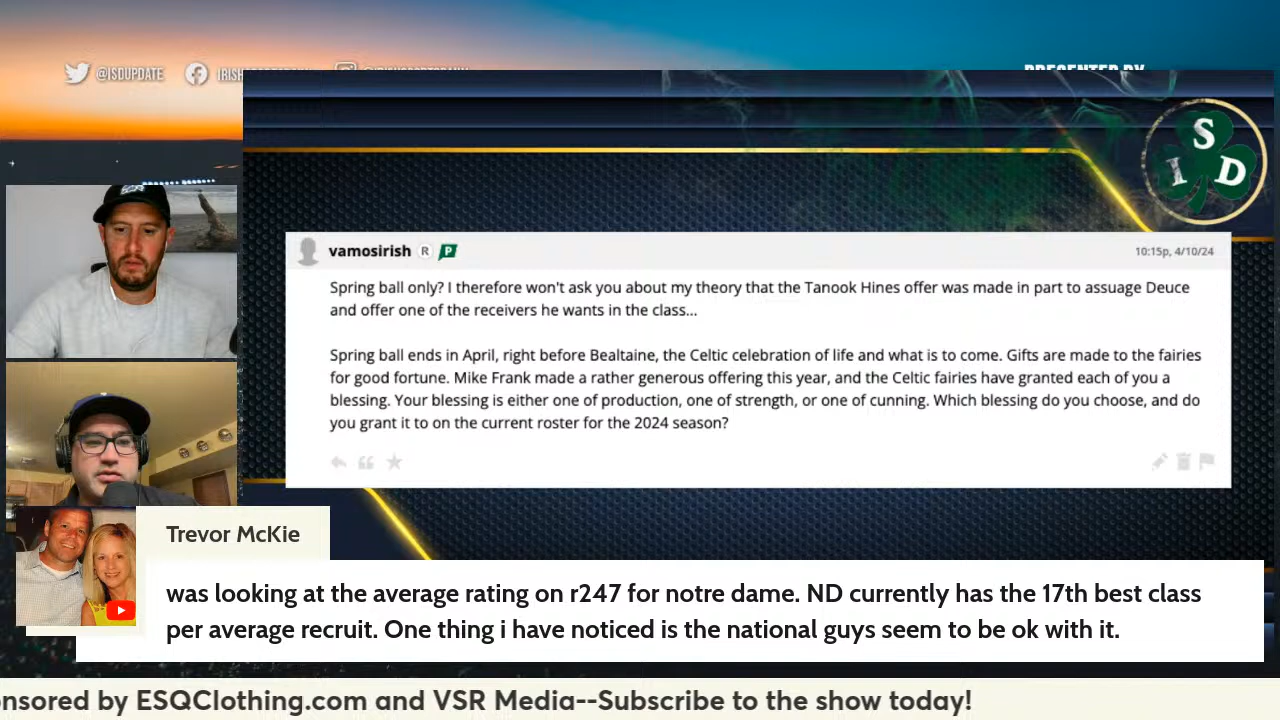 @ISDUPDATE
IRISH
PRESENTED BY
S
I
D
vamosirish R P
10:15p, 4/10/24
Spring ball only? I therefore won't ask you about my theory that the Tanook Hines offer was made in part to assuage Deuce
and offer one of the receivers he wants in the class...
Spring ball ends in April, right before Bealtaine, the Celtic celebration of life and what is to come. Gifts are made to the fairies
for good fortune. Mike Frank made a rather generous offering this year, and the Celtic fairies have granted each of you a
blessing. Your blessing is either one of production, one of strength, or one of cunning. Which blessing do you choose, and do
you grant it to on the current roster for the 2024 season?
Trevor McKie
was looking at the average rating on r247 for notre dame. ND currently has the 17th best class
per average recruit. One thing i have noticed is the national guys seem to be ok with it.
onsored by ESQClothing.com and VSR Media--Subscribe to the show today!